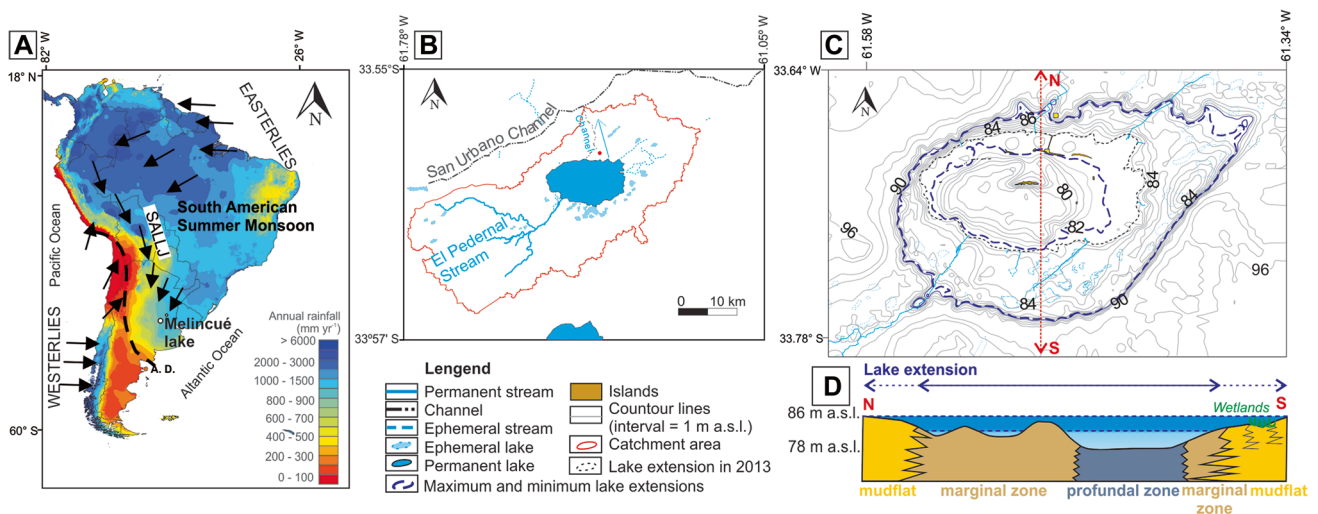 A
82° W
26° W
18° N
60° S
N
EASTERLIES
South American
Summer Monsoon
SALLJ
Pacific Ocean
WESTERLIES
Melincué
lake
A. D.
Altantic Ocean
Annual rainfall
(mm yr-1)
> 6000
2000 - 3000
1000 - 1500
800 - 900
600 - 700
400 - 500
200 - 300
0 - 100
B
61.78° W
61.05° W
33.55° S
33°57' S
N
San Urbano Channel
Channel
El Pedernal
Stream
0 10 km
Lengend
Permanent stream
Channel
Ephemeral stream
Ephemeral lake
Permanent lake
Maximum and minimum lake extensions
Islands
Countour lines
(interval = 1 m a.s.l.)
Catchment area
Lake extension in 2013
C
61.58 W
61.34° W
33.64° W
33.78° S
N
N
84
86
90
80
84
84
82
96
96
84
90
S
D
Lake extension
N
S
Wetlands
86 m a.s.l.
78 m a.s.l.
mudflat
marginal zone
profundal zone
marginal
zone
mudflat